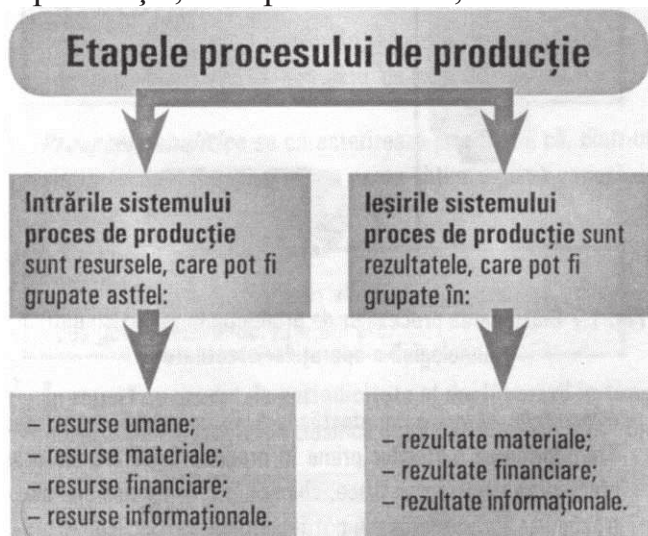 Etapele procesului de producție
Intrările sistemului
proces de producție
sunt resursele, care pot fi
grupate astfel:
Ieșirile sistemului
proces de producție sunt
rezultatele, care pot fi
grupate în:
– resurse umane;
– resurse materiale;
– resurse financiare;
– resurse informaționale.
– rezultate materiale;
– rezultate financiare;
– rezultate informaționale.